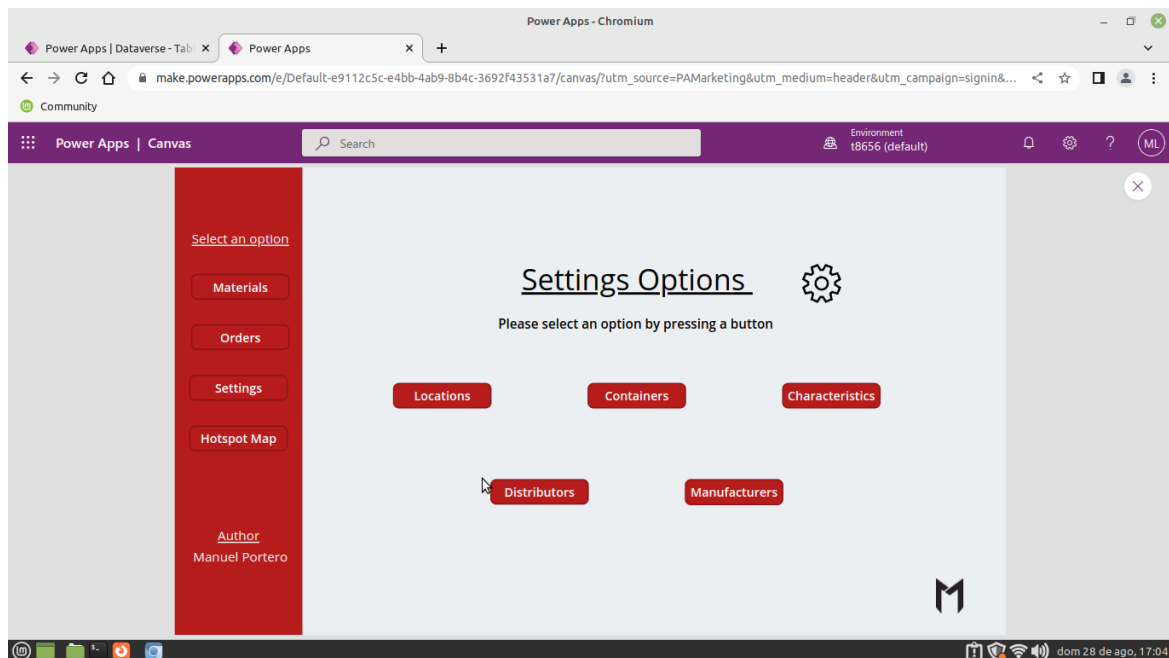 Power Apps - Chromium
Power Apps | Dataverse - Tab
Power Apps
make.powerapps.com/e/Default-e9112c5c-e4bb-4ab9-8b4c-3692f43531a7/canvas/?utm_source=PAMarketing&utm_medium=header&utm_campaign=signin&...
Community
Power Apps | Canvas
Search
Environment
t8656 (default)
ML
Select an option
Materials
Orders
Settings
Hotspot Map
Author
Manuel Portero
Settings Options
Please select an option by pressing a button
Locations
Containers
Characteristics
Distributors
Manufacturers
M
dom 28 de ago, 17:04